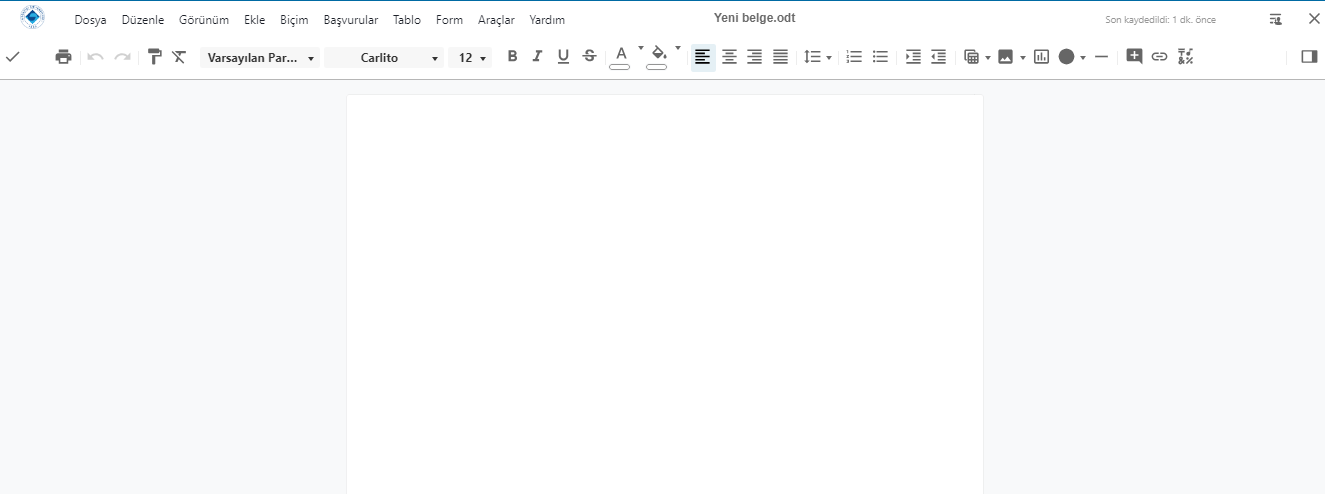 Dosya Düzenle Görünüm Ekle Biçim Başvurular Tablo Form Araçlar Yardım Yeni belge.odt Son kaydedildi: 1 dk. önce
Varsayılan Par... Carlito 12 B I U S A